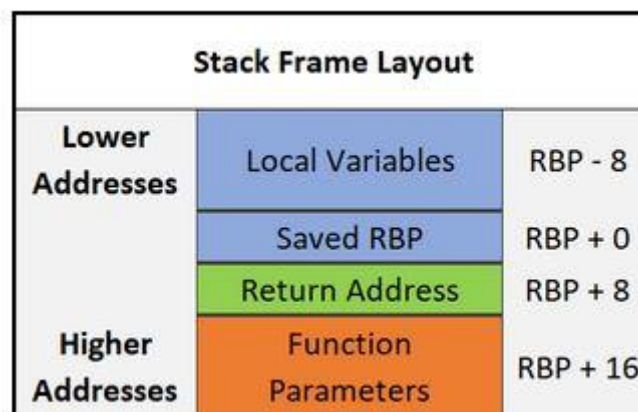 Stack Frame Layout
Lower
Addresses
Local Variables
RBP - 8
Saved RBP
RBP + 0
Return Address
RBP + 8
Higher
Addresses
Function
Parameters
RBP + 16